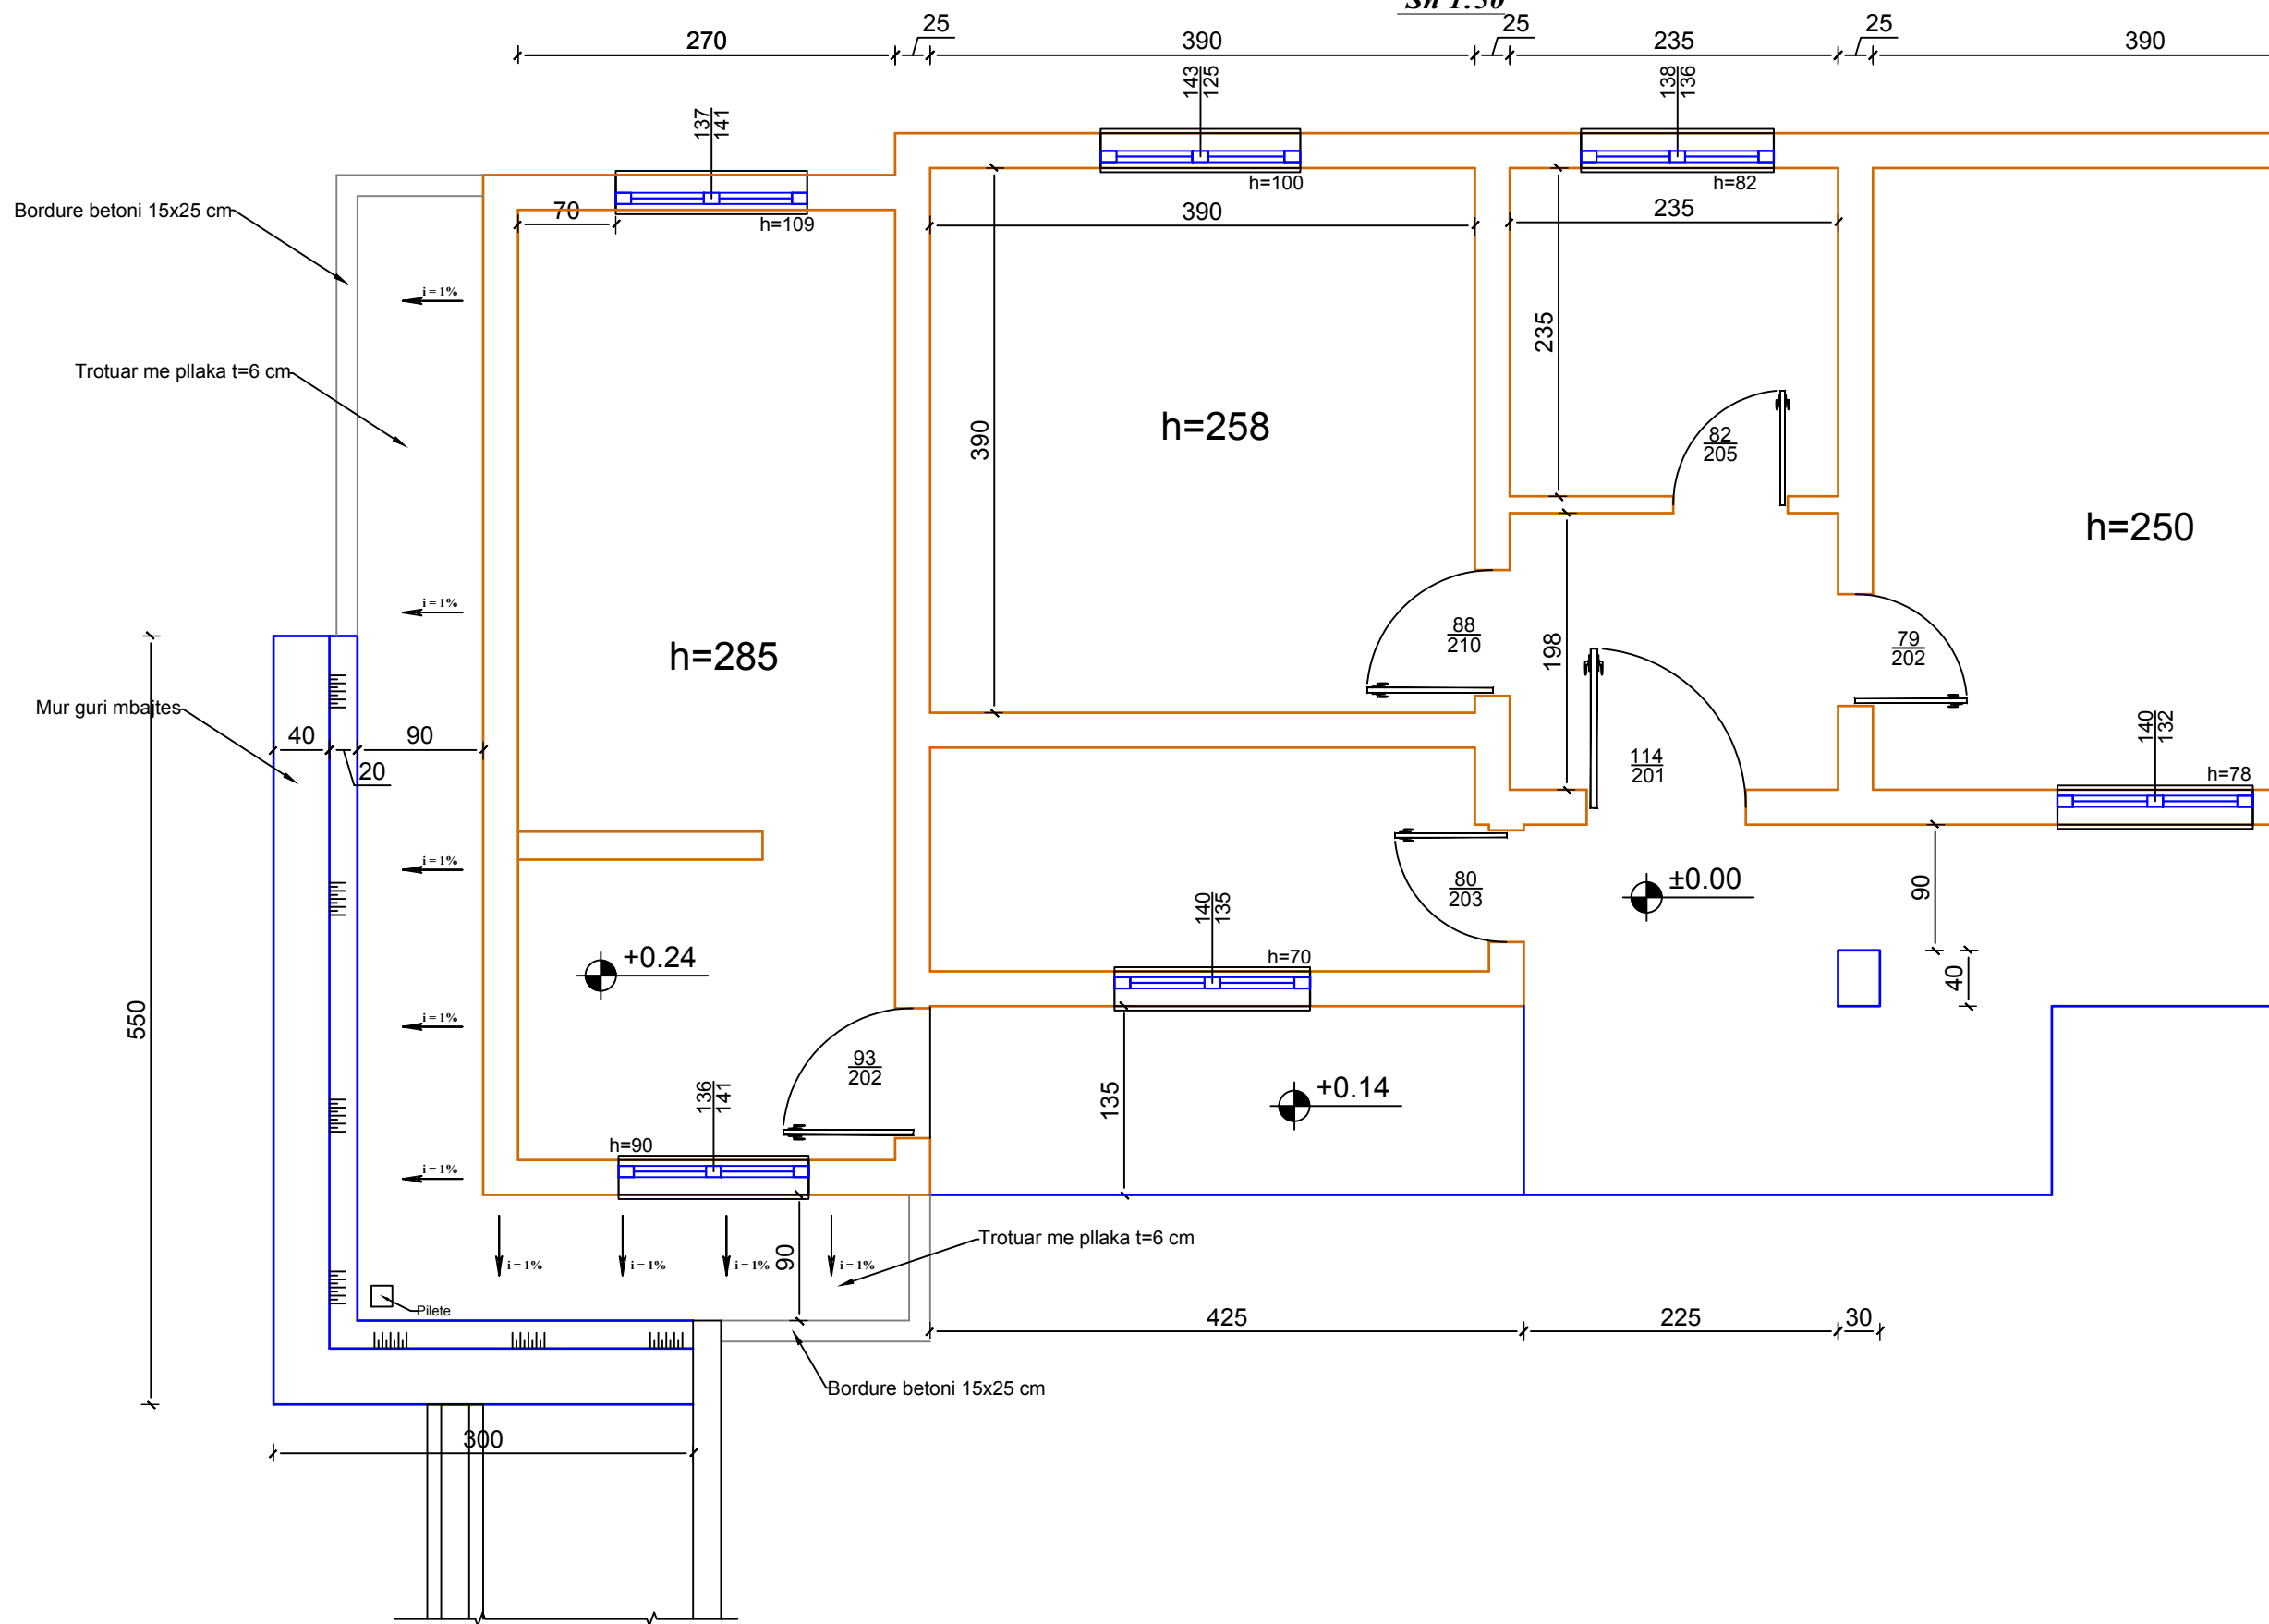 Sh 1:50
270
25
390
25
235
25
390
137
141
143
125
138
136
h=109
h=100
h=82
70
390
235
Bordure betoni 15x25 cm
i = 1%
235
Trotuar me pllaka t=6 cm
390
h=258
82
205
h=250
i = 1%
h=285
88
210
198
79
202
Mur guri mbajtes
40
90
20
114
201
140
132
h=78
i = 1%
80
203
±0.00
90
140
135
h=70
+0.24
40
550
i = 1%
93
202
135
+0.14
136
141
h=90
i = 1%
i = 1%
i = 1%
i = 1%
i = 1%
90
Trotuar me pllaka t=6 cm
Pilete
425
225
30
Bordure betoni 15x25 cm
300